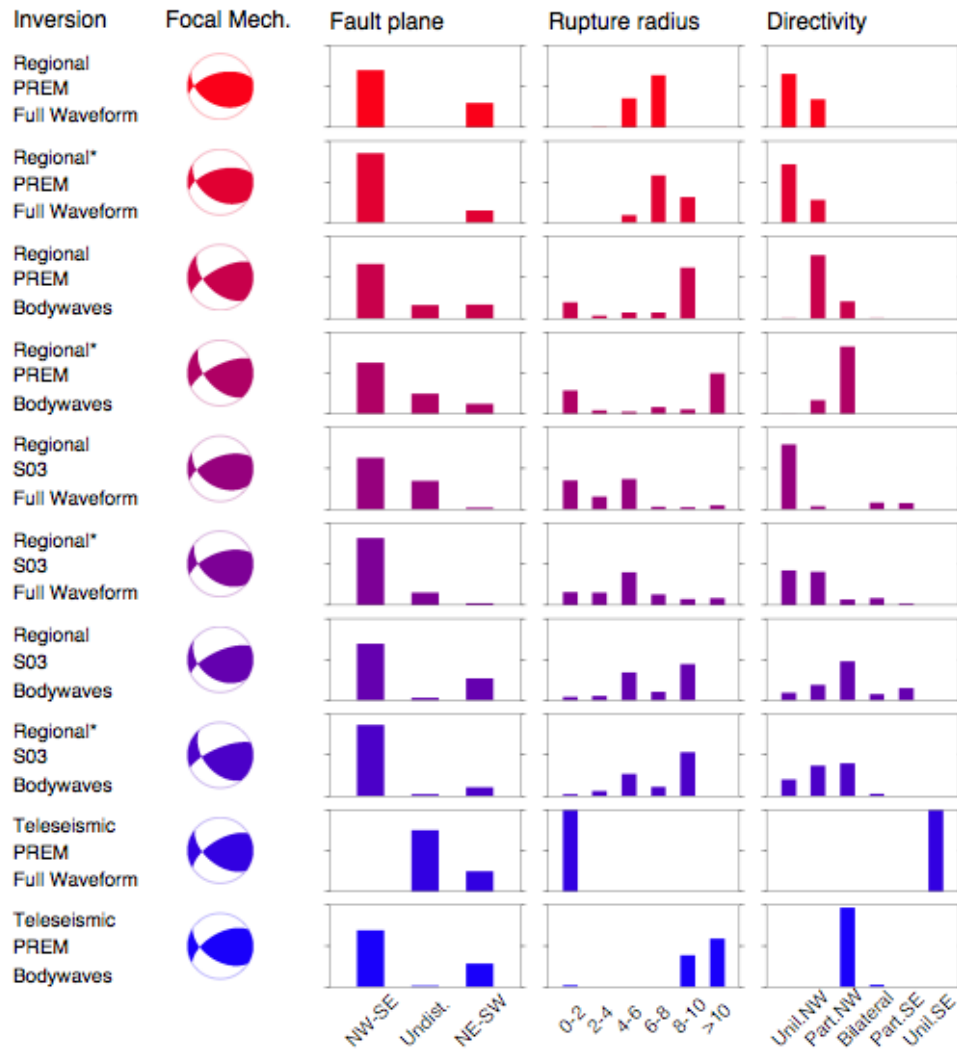 Inversion Focal Mech. Fault plane Rupture radius Directivity
Regional
PREM
Full Waveform
Regional*
PREM
Full Waveform
Regional
PREM
Bodywaves
Regional*
PREM
Bodywaves
Regional
S03
Full Waveform
Regional*
S03
Full Waveform
Regional
S03
Bodywaves
Regional*
S03
Bodywaves
Teleseismic
PREM
Full Waveform
Teleseismic
PREM
Bodywaves
NW-SE Undist. NE-SW 0-2 2-4 4-6 6-8 8-10 >10 Unil.NW Part.NW Bilateral Part.SE Unil.SE